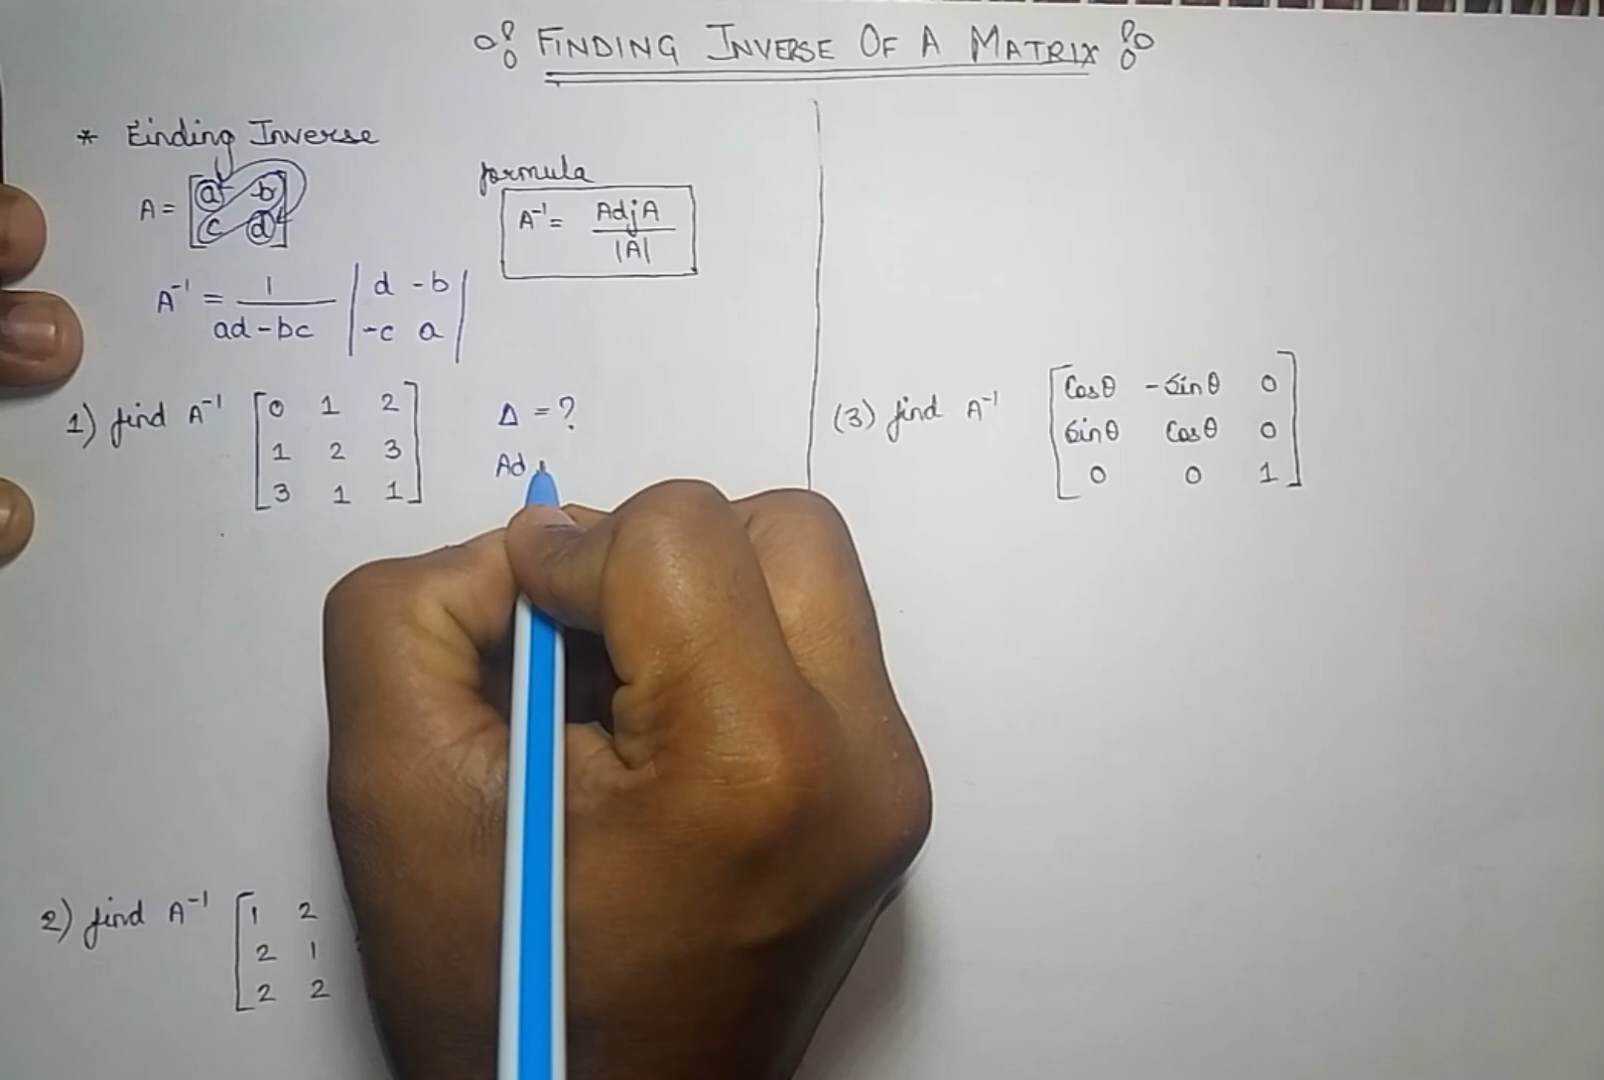 FINDING INVERSE OF A MATRIX
* Finding Inverse
A = [a b
c d]
formula
A⁻¹ = AdjA
|A|
A⁻¹ = 1 | d -b |
ad-bc | -c a |
1) find A⁻¹ [0 1 2
1 2 3
3 1 1]
Δ = ?
Ad
2) find A⁻¹ [1 2
2 1
2 2
(3) find A⁻¹ [Cosθ -Sinθ 0
Sinθ Cosθ 0
0 0 1]